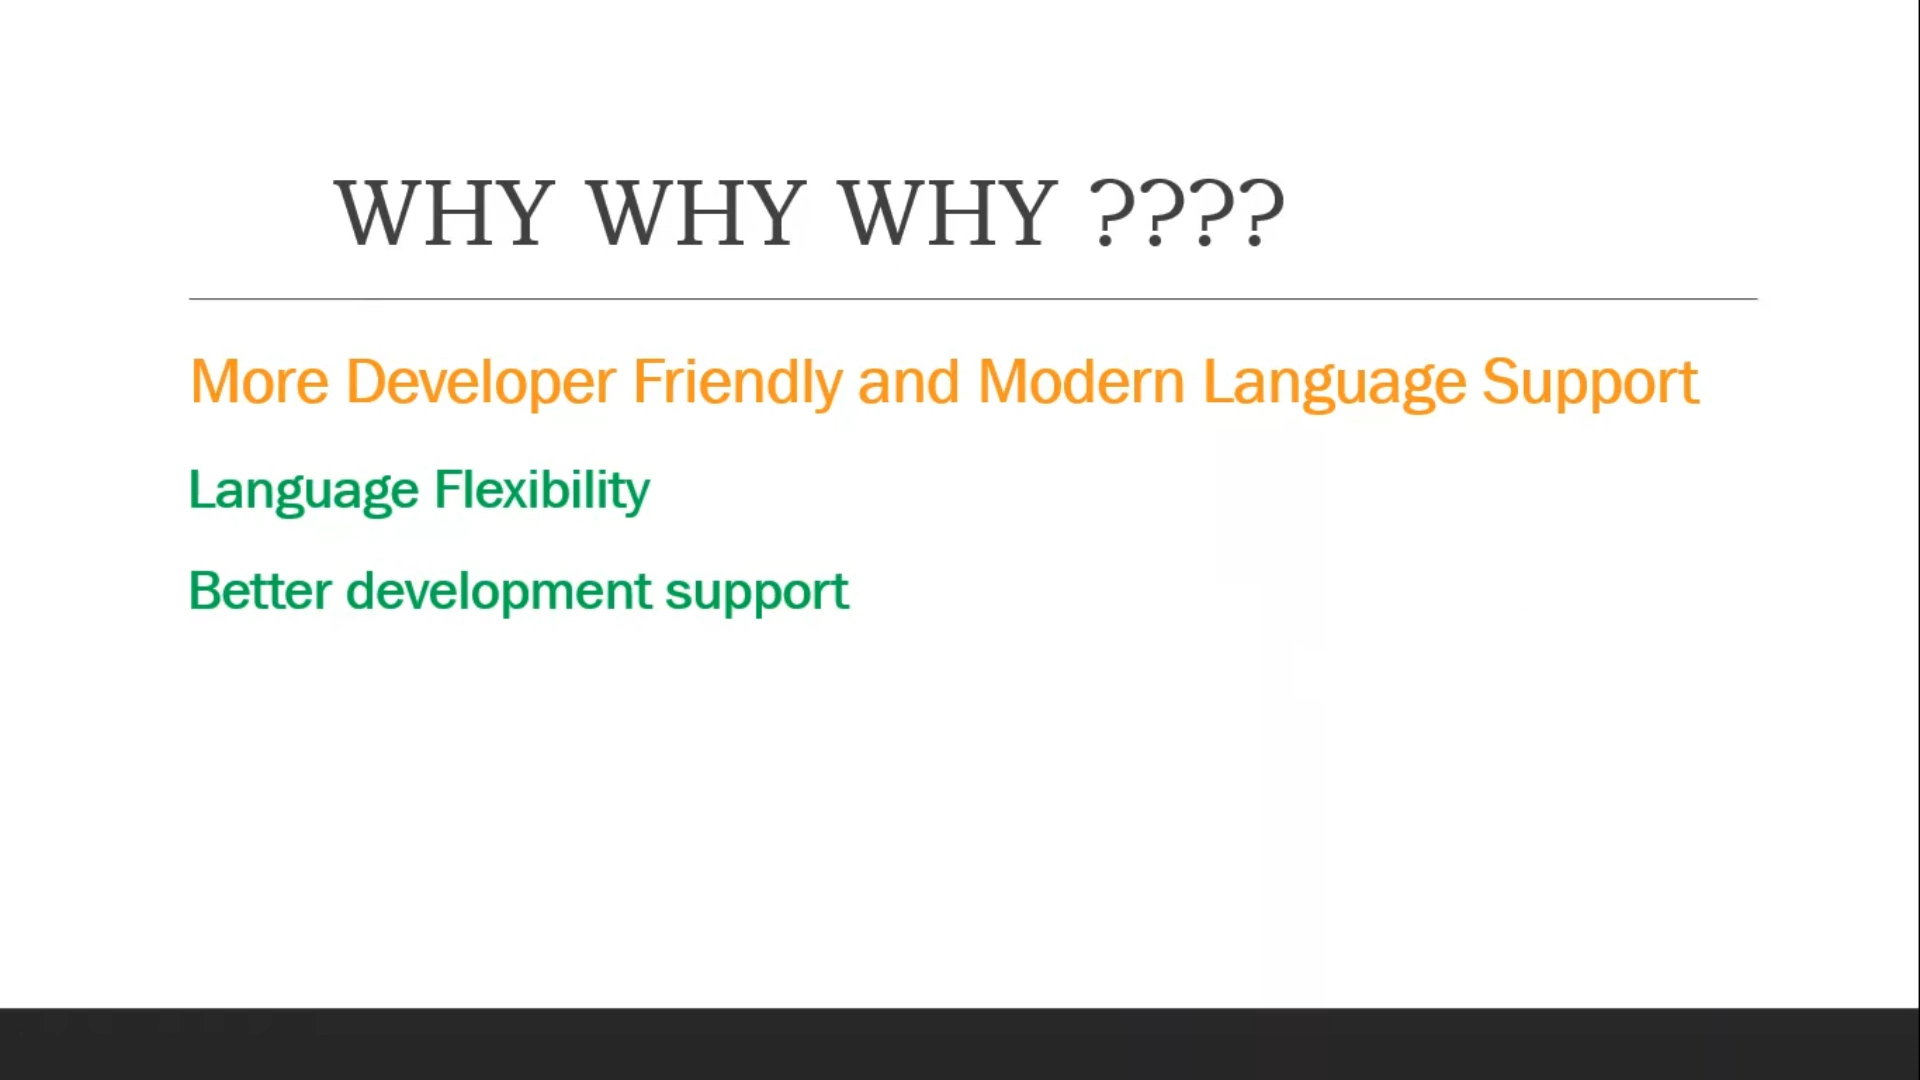 WHY WHY WHY ????
More Developer Friendly and Modern Language Support
Language Flexibility
Better development support